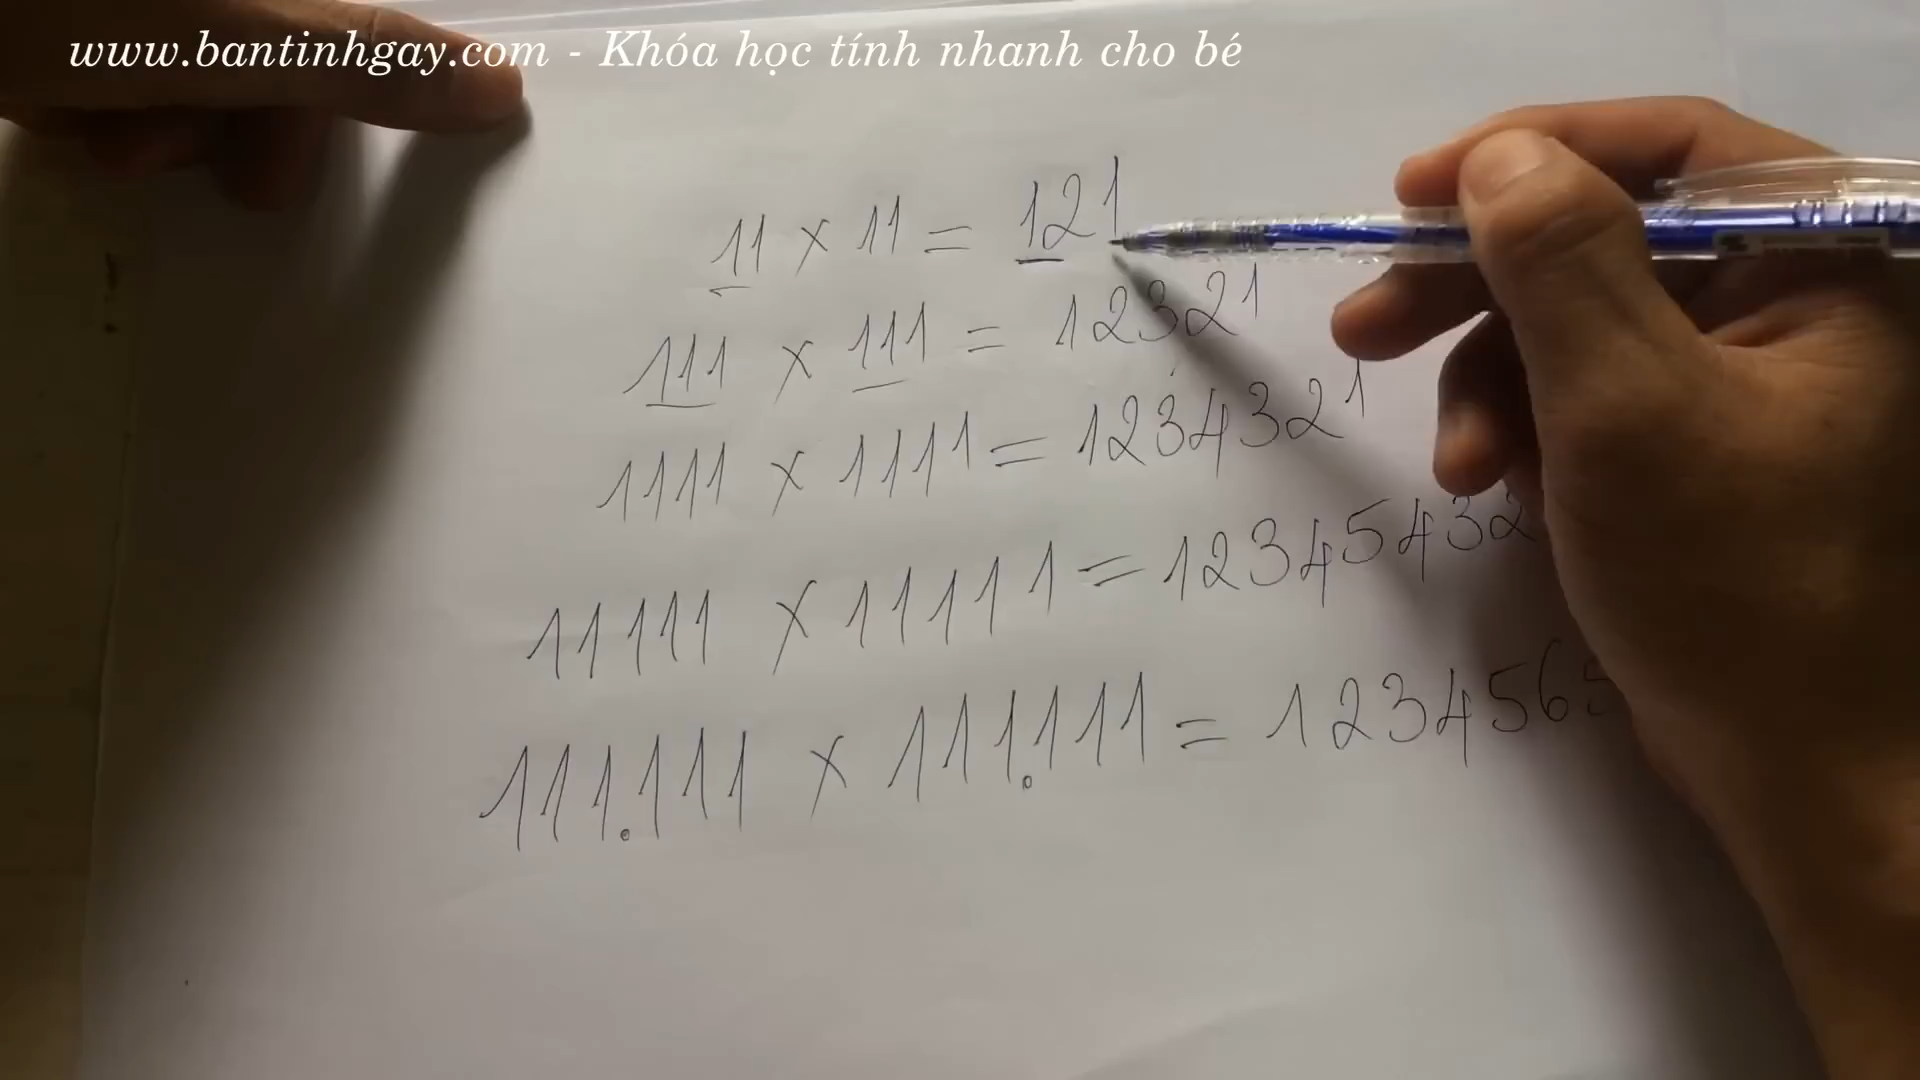 www.bantinhgay.com - Khóa học tính nhanh cho bé
11 x 11 = 121
111 x 111 = 12321
1111 x 1111 = 1234321
11111 x 11111 = 12345432
111.111 x 111.111 = 1234565